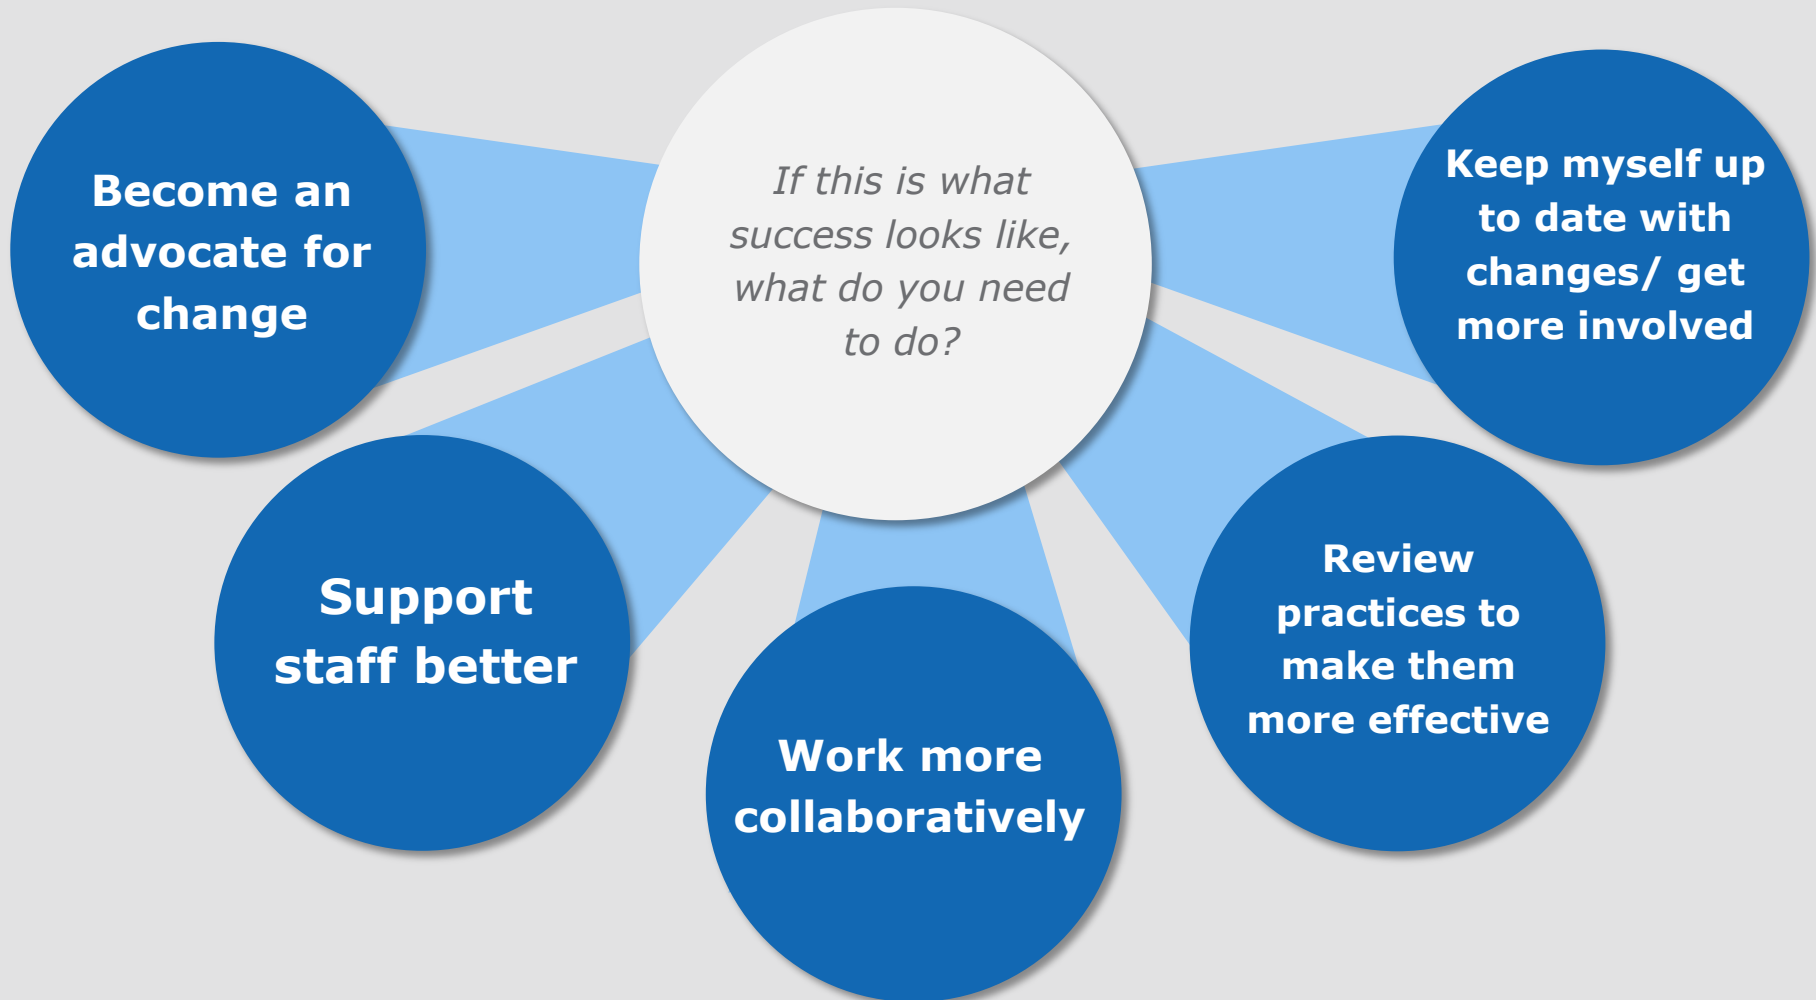 If this is what
success looks like,
what do you need
to do?
Become an
advocate for
change
Support
staff better
Work more
collaboratively
Review
practices to
make them
more effective
Keep myself up
to date with
changes/ get
more involved